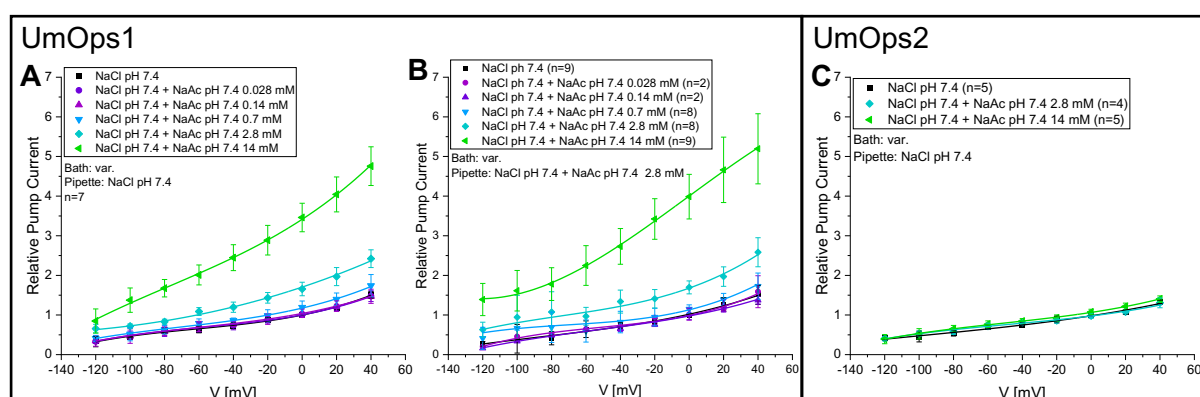 UmOps1
UmOps2
A
NaCl pH 7.4
NaCl pH 7.4 + NaAc pH 7.4 0.028 mM
NaCl pH 7.4 + NaAc pH 7.4 0.14 mM
NaCl pH 7.4 + NaAc pH 7.4 0.7 mM
NaCl pH 7.4 + NaAc pH 7.4 2.8 mM
NaCl pH 7.4 + NaAc pH 7.4 14 mM
Bath: var.
Pipette: NaCl pH 7.4
n=7
Relative Pump Current
7
6
5
4
3
2
1
0
-140 -120 -100 -80 -60 -40 -20 0 20 40 60
V [mV]
B
NaCl ph 7.4 (n=9)
NaCl ph 7.4 + NaAc pH 7.4 0.028 mM (n=2)
NaCl ph 7.4 + NaAc pH 7.4 0.14 mM (n=2)
NaCl pH 7.4 + NaAc pH 7.4 0.7 mM (n=8)
NaCl pH 7.4 + NaAc pH 7.4 2.8 mM (n=8)
NaCl pH 7.4 + NaAc pH 7.4 14 mM (n=9)
Bath: var.
Pipette: NaCl pH 7.4 + NaAc pH 7.4 2.8 mM
Relative Pump Current
7
6
5
4
3
2
1
0
-140 -120 -100 -80 -60 -40 -20 0 20 40 60
V [mV]
C
NaCl pH 7.4 (n=5)
NaCl pH 7.4 + NaAc pH 7.4 2.8 mM (n=4)
NaCl pH 7.4 + NaAc pH 7.4 14 mM (n=5)
Bath: var.
Pipette: NaCl pH 7.4
Relative Pump Current
7
6
5
4
3
2
1
0
-140 -120 -100 -80 -60 -40 -20 0 20 40 60
V [mV]